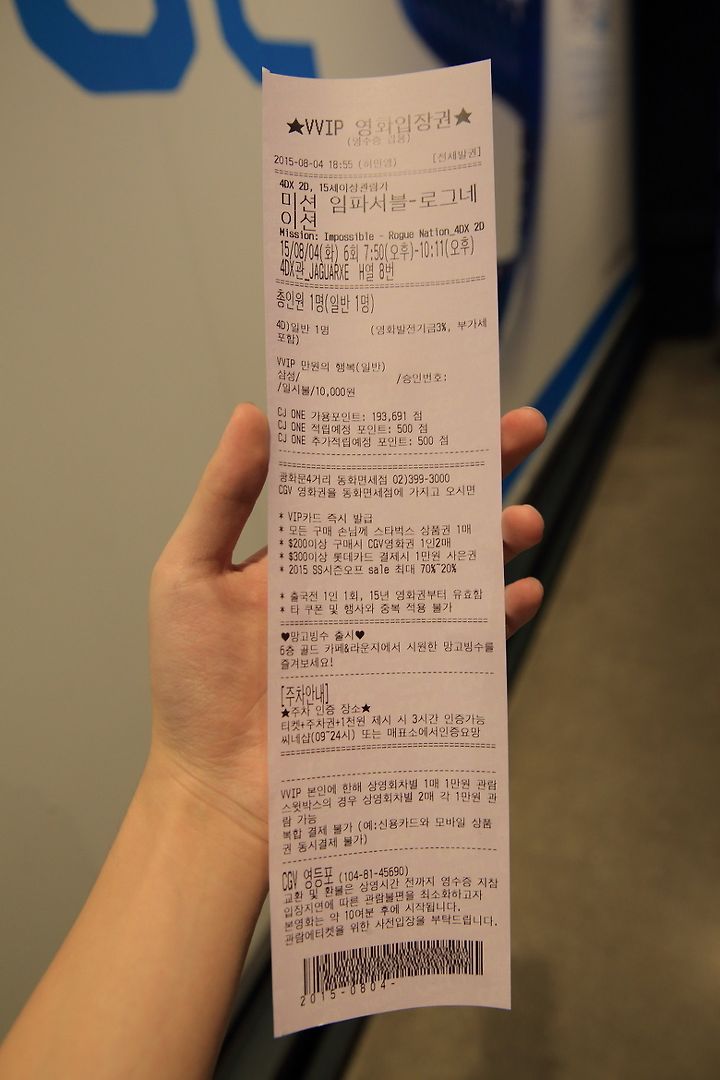 ★VVIP 영화입장권★
(영수증 겸용)
2015-08-04 18:55 (허민영) [전체발권]
4DX 2D, 15세이상관람가
미션 임파서블-로그네
이션
Mission: Impossible - Rogue Nation_4DX 2D
15/08/04(화) 6회 7:50(오후)-10:11(오후)
4DX관_JAGUARXE H열 8번
총인원 1명(일반 1명)
4D)일반 1명 (영화발전기금3%, 부가세
포함)
VVIP 만원의 행복(일반)
삼성/ /승인번호:
/일시불/10,000원
CJ ONE 가용포인트: 193,691 점
CJ ONE 적립예정 포인트: 500 점
CJ ONE 추가적립예정 포인트: 500 점
광화문4거리 동화면세점 02)399-3000
CGV 영화권을 동화면세점에 가지고 오시면
* VIP카드 즉시 발급
* 모든 구매 손님께 스타벅스 상품권 1매
* $200이상 구매시 CGV영화권 1인2매
* $300이상 롯데카드 결제시 1만원 사은권
* 2015 SS시즌오프 sale 최대 70%~20%
* 출국전 1인 1회, 15년 영화권부터 유효함
* 타 쿠폰 및 행사와 중복 적용 불가
♥망고빙수 출시♥
6층 골드 카페&라운지에서 시원한 망고빙수를
즐겨보세요!
[주차안내]
★주차 인증 장소★
티켓+주차권+1천원 제시 시 3시간 인증가능
씨네샵(09~24시) 또는 매표소에서인증요망
VVIP 본인에 한해 상영회차별 1매 1만원 관람
스윗박스의 경우 상영회차별 2매 각 1만원 관
람 가능
복합 결제 불가 (예:신용카드와 모바일 상품
권 동시결제 불가)
CGV 영등포 (104-81-45690)
교환 및 환불은 상영시간 전까지 영수증 지참
입장지연에 따른 관람불편을 최소화하고자
본영화는 약 10여분 후에 시작됩니다.
관람에티켓을 위한 사전입장을 부탁드립니다.
2015-0804-